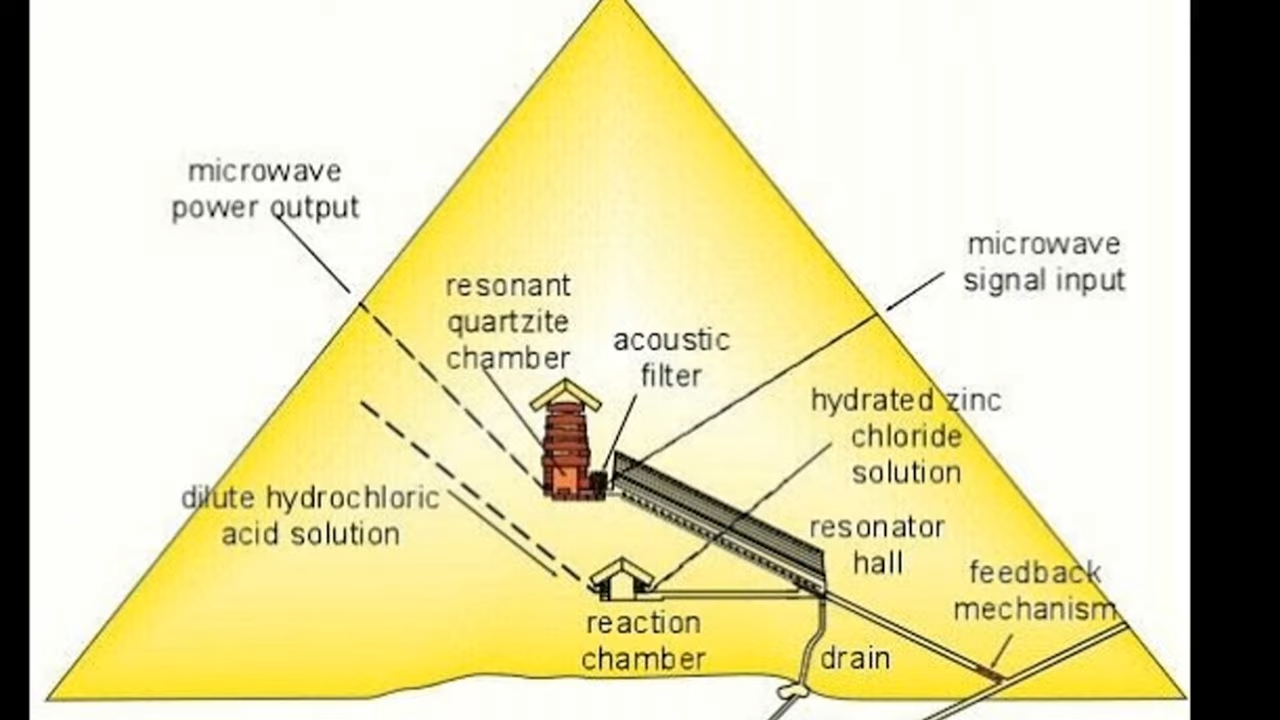 microwave
power output
microwave
signal input
resonant
quartzite
chamber
acoustic
filter
hydrated zinc
chloride
solution
dilute hydrochloric
acid solution
resonator
hall
feedback
mechanism
reaction
chamber
drain